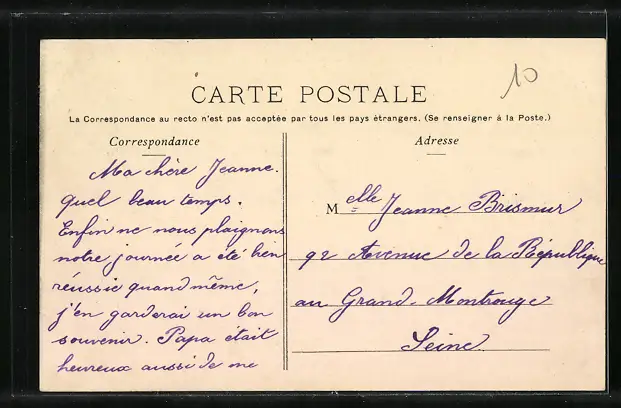 10
CARTE POSTALE
La Correspondance au recto n'est pas acceptée par tous les pays étrangers. (Se renseigner à la Poste.)
Correspondance
Ma chère Jeanne.
Quel beau temps.
Enfin ne nous plaignons
notre journée a été bien
réussie quand même,
j'en garderai un bon
souvenir. Papa était
heureux aussi de me
Adresse
Melle Jeanne Brismur
92 Avenue de la République
au Grand-Montrouge
Seine